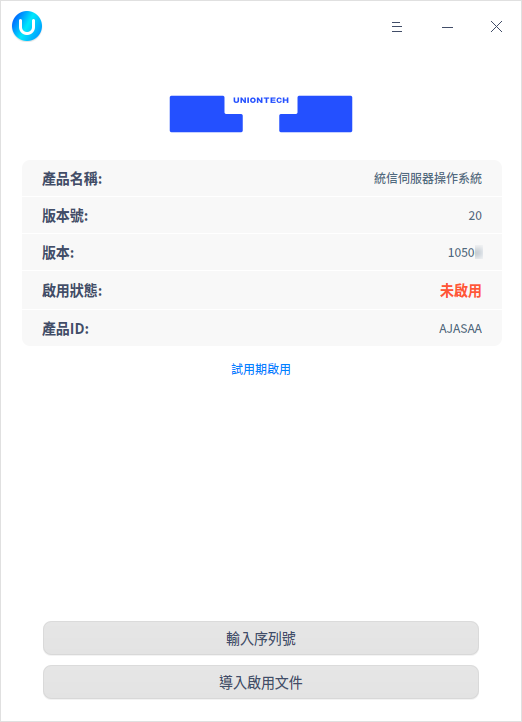 UNIONTECH
產品名稱: 統信伺服器操作系統
版本號: 20
版本: 1050
啟用狀態: 未啟用
產品ID: AJASAA
試用期啟用
輸入序列號
導入啟用文件